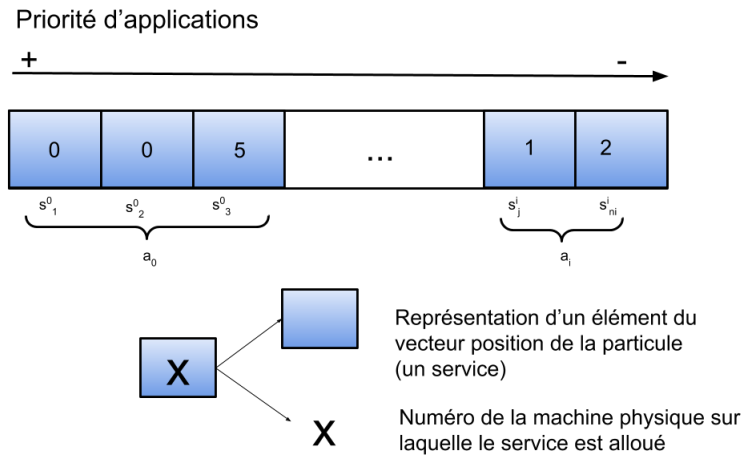 Priorité d'applications
+ -
0 0 5 ... 1 2
s⁰₁ s⁰₂ s⁰₃ sⁱⱼ sⁱₙᵢ
a₀ aᵢ
Représentation d'un élément du
vecteur position de la particule
(un service)
X
X
Numéro de la machine physique sur
laquelle le service est alloué